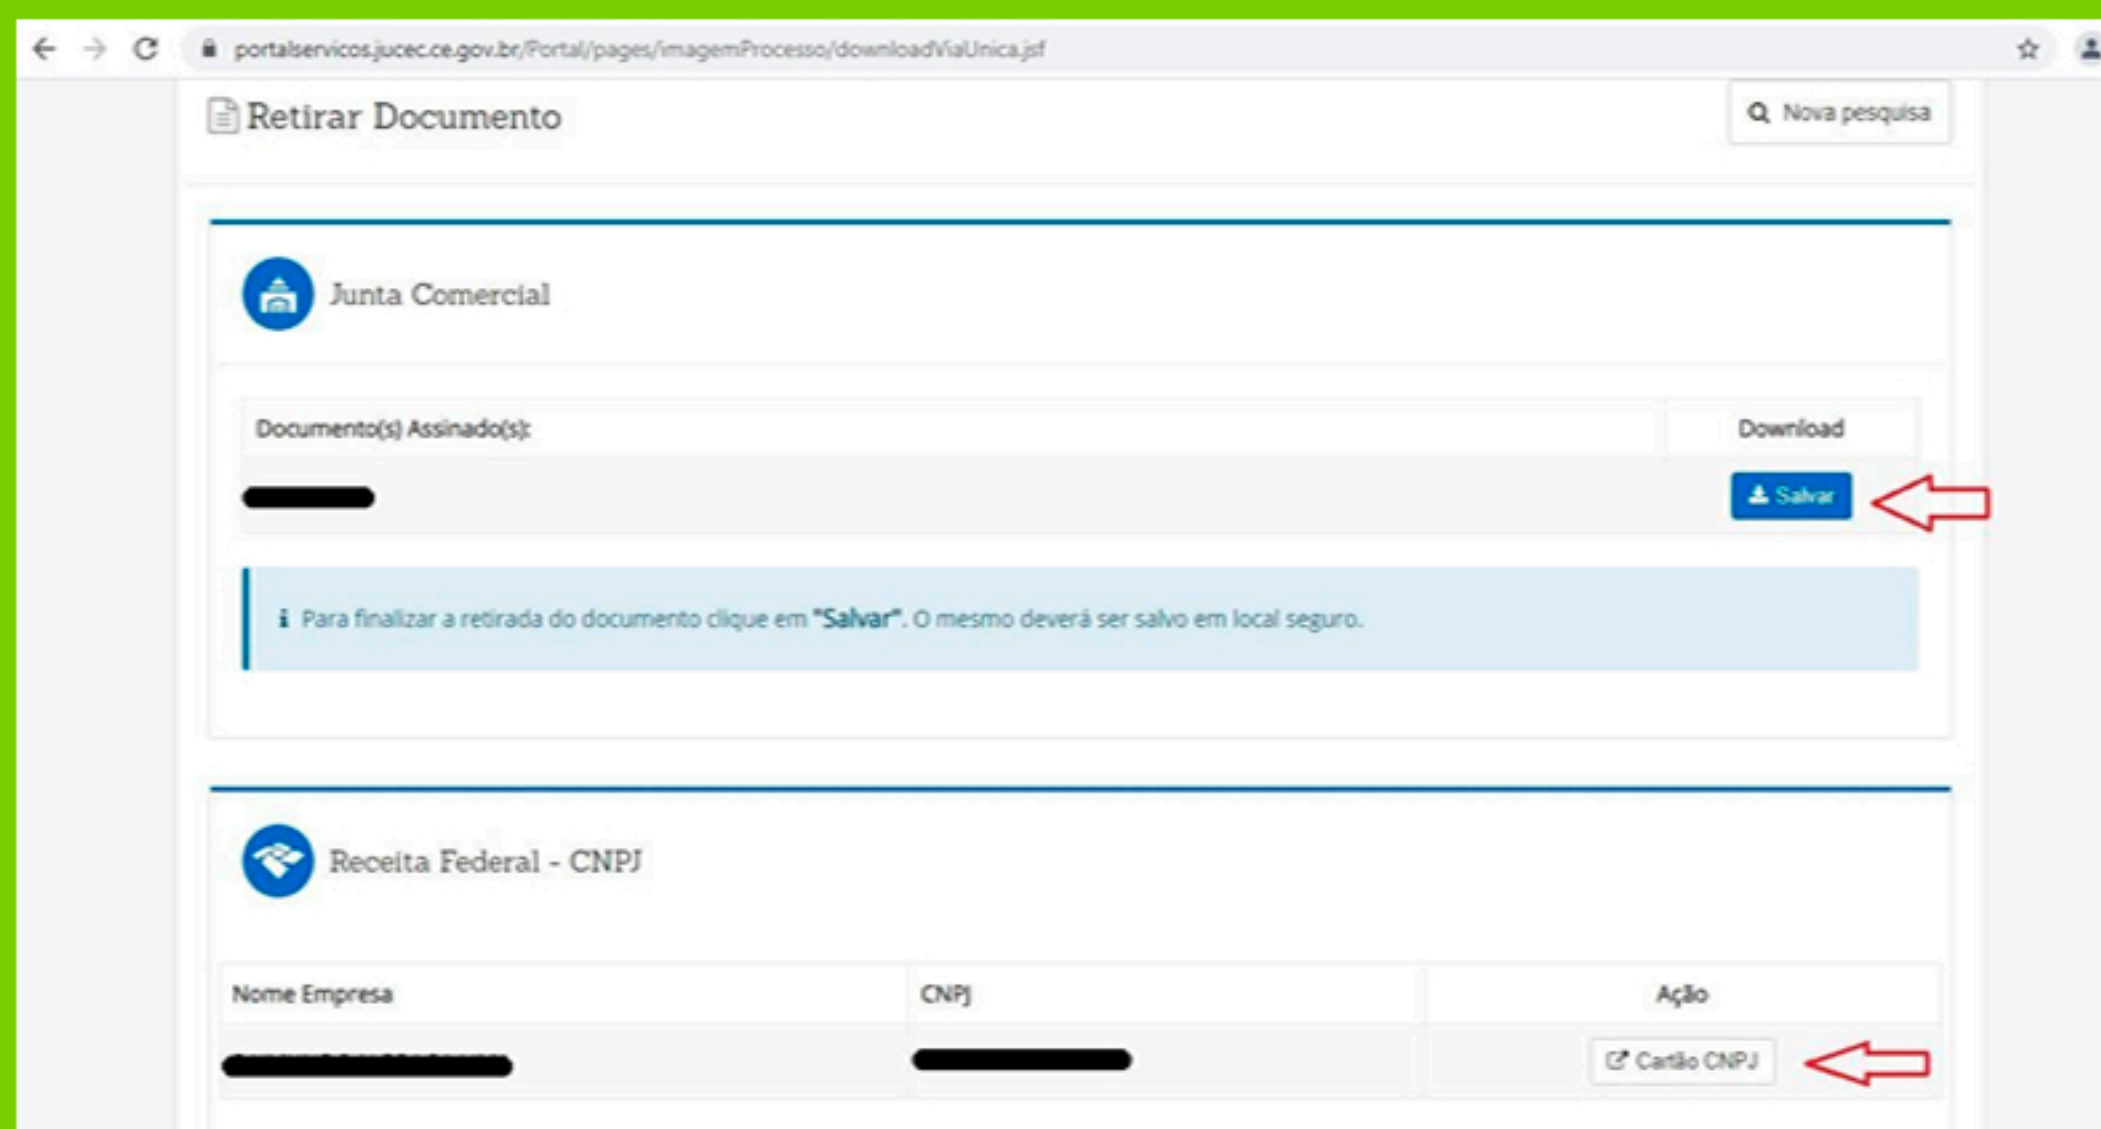 portalservicos.jucec.ce.gov.br/Portal/pages/imagemProcesso/downloadViaUnica.jsf
Retirar Documento
Nova pesquisa
Junta Comercial
Documento(s) Assinado(s):
Download
Salvar
i Para finalizar a retirada do documento clique em "Salvar". O mesmo deverá ser salvo em local seguro.
Receita Federal - CNPJ
Nome Empresa
CNPJ
Ação
Cartão CNPJ